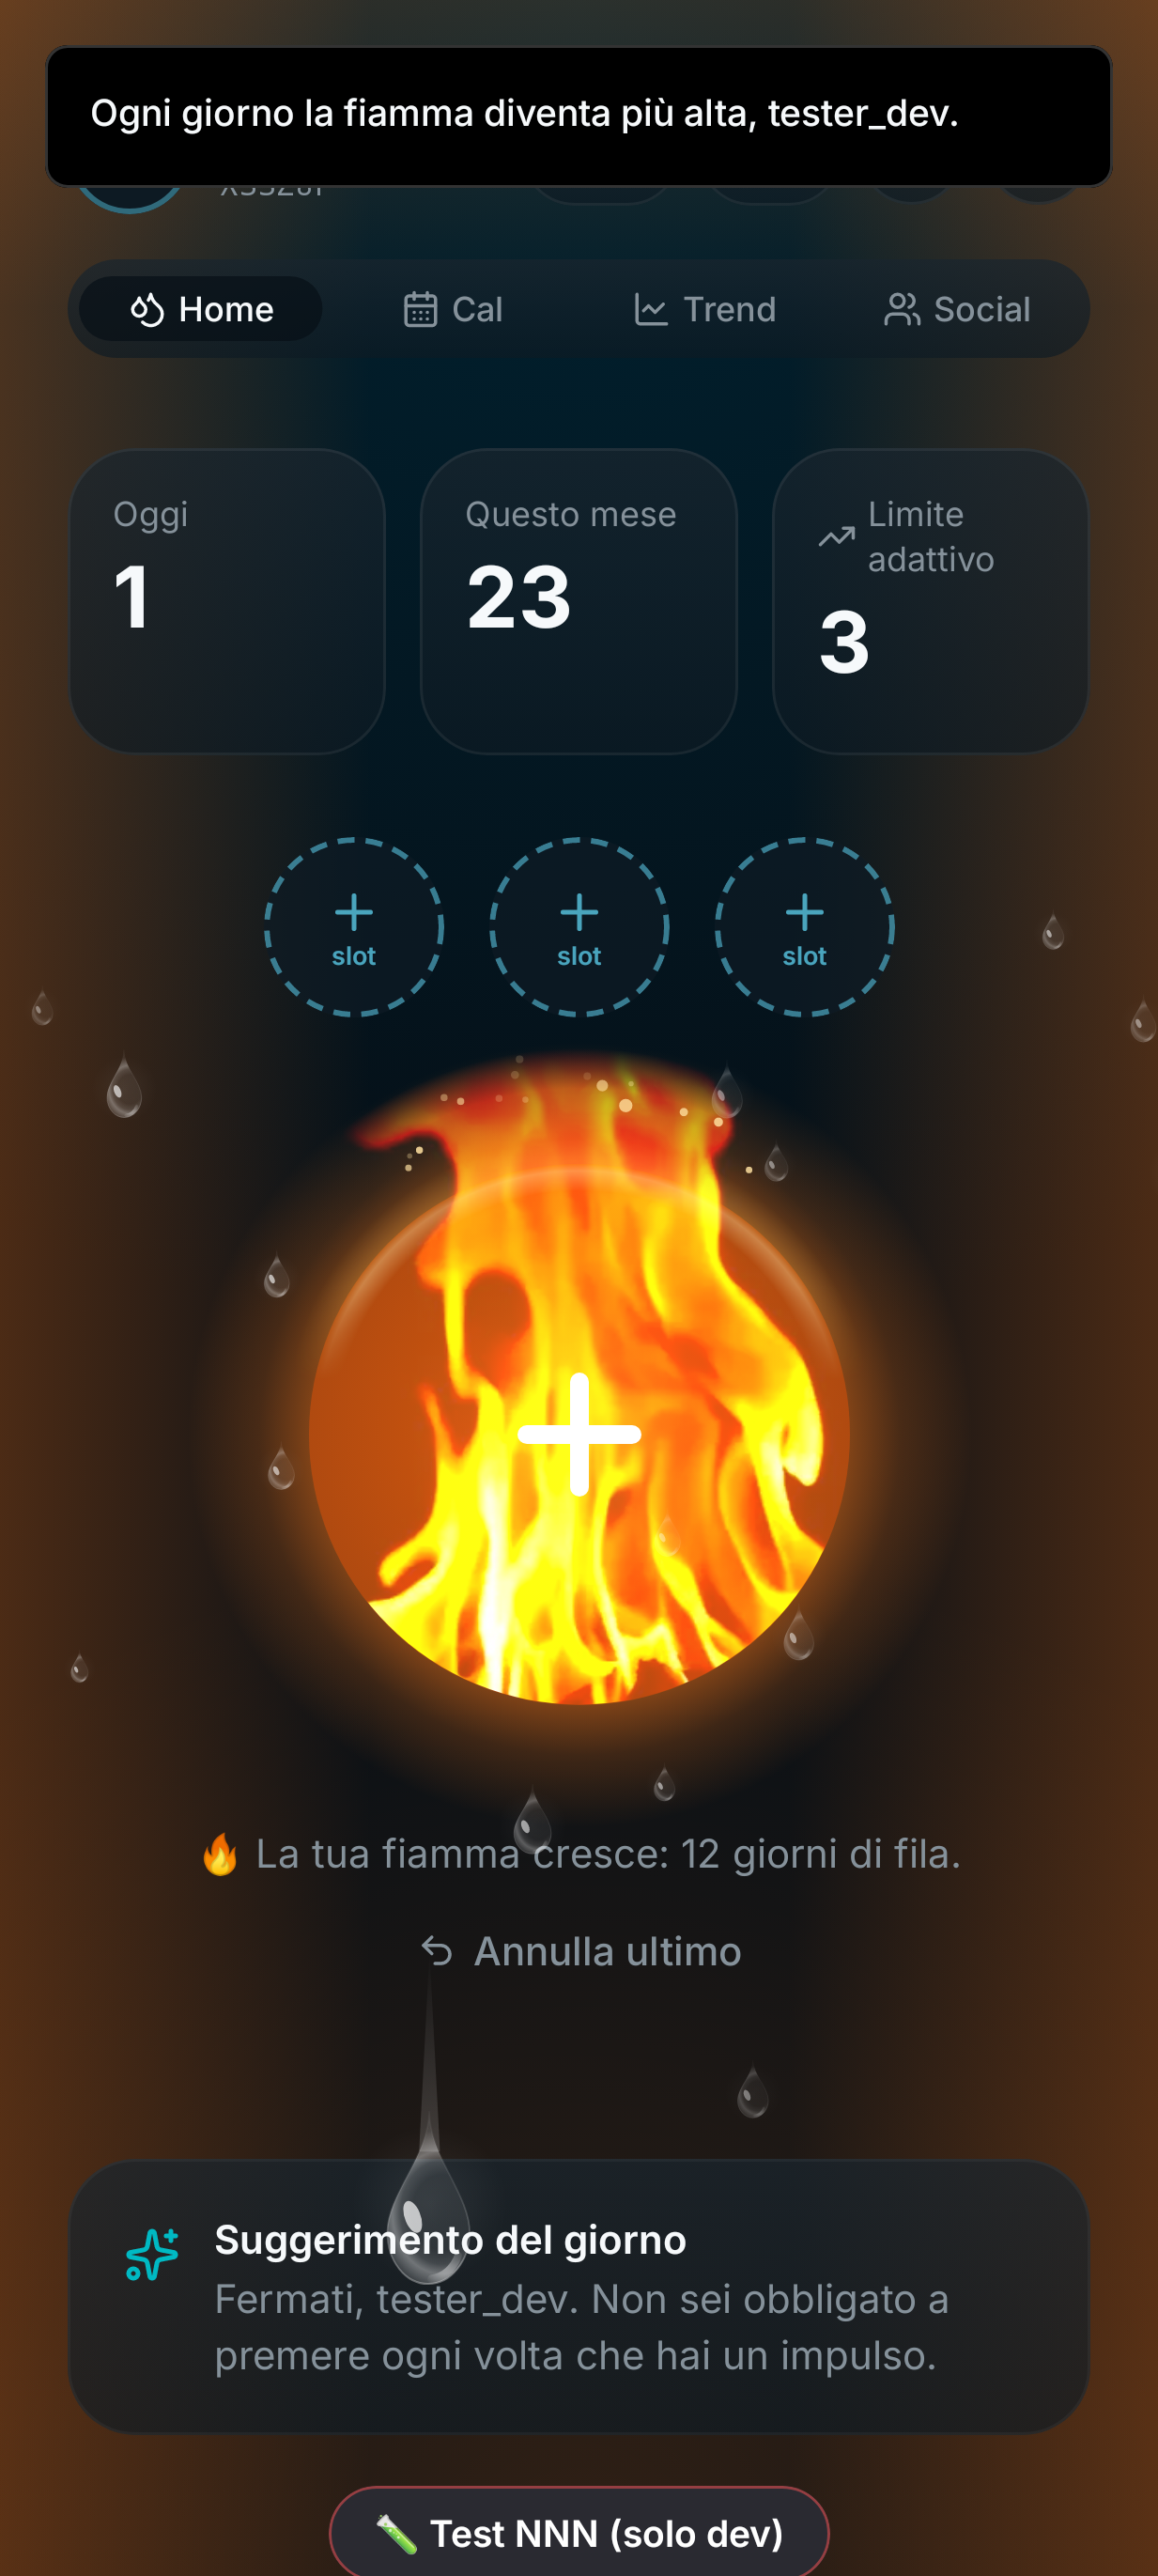 Ogni giorno la fiamma diventa più alta, tester_dev.
Home
Cal
Trend
Social
Oggi
1
Questo mese
23
Limite
adattivo
3
slot
slot
slot
🔥 La tua fiamma cresce: 12 giorni di fila.
Annulla ultimo
Suggerimento del giorno
Fermati, tester_dev. Non sei obbligato a
premere ogni volta che hai un impulso.
🧪 Test NNN (solo dev)